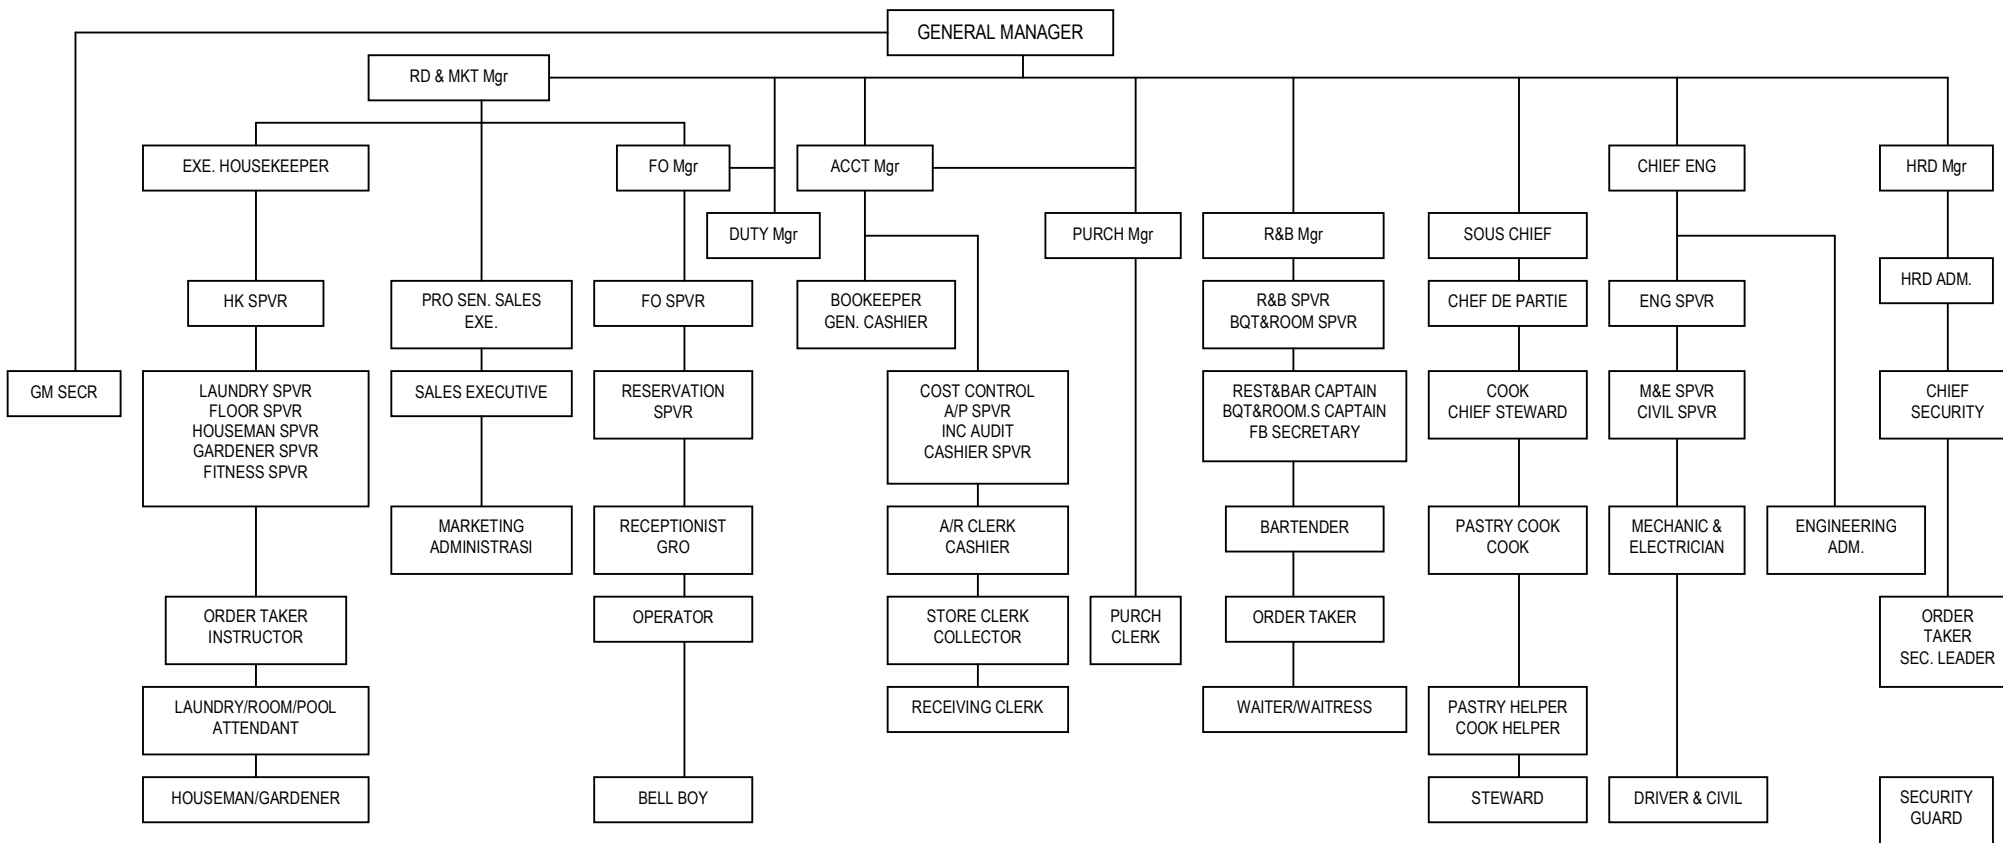 GENERAL MANAGER
RD & MKT Mgr
EXE. HOUSEKEEPER
FO Mgr
ACCT Mgr
CHIEF ENG
HRD Mgr
DUTY Mgr
PURCH Mgr
R&B Mgr
SOUS CHIEF
HRD ADM.
HK SPVR
PRO SEN. SALES
EXE.
FO SPVR
BOOKEEPER
GEN. CASHIER
R&B SPVR
BQT&ROOM SPVR
CHEF DE PARTIE
ENG SPVR
GM SECR
LAUNDRY SPVR
FLOOR SPVR
HOUSEMAN SPVR
GARDENER SPVR
FITNESS SPVR
SALES EXECUTIVE
RESERVATION
SPVR
COST CONTROL
A/P SPVR
INC AUDIT
CASHIER SPVR
REST&BAR CAPTAIN
BQT&ROOM.S CAPTAIN
FB SECRETARY
COOK
CHIEF STEWARD
M&E SPVR
CIVIL SPVR
CHIEF
SECURITY
MARKETING
ADMINISTRASI
RECEPTIONIST
GRO
A/R CLERK
CASHIER
BARTENDER
PASTRY COOK
COOK
MECHANIC &
ELECTRICIAN
ENGINEERING
ADM.
ORDER TAKER
INSTRUCTOR
OPERATOR
STORE CLERK
COLLECTOR
PURCH
CLERK
ORDER TAKER
ORDER
TAKER
SEC. LEADER
LAUNDRY/ROOM/POOL
ATTENDANT
RECEIVING CLERK
WAITER/WAITRESS
PASTRY HELPER
COOK HELPER
HOUSEMAN/GARDENER
BELL BOY
STEWARD
DRIVER & CIVIL
SECURITY
GUARD